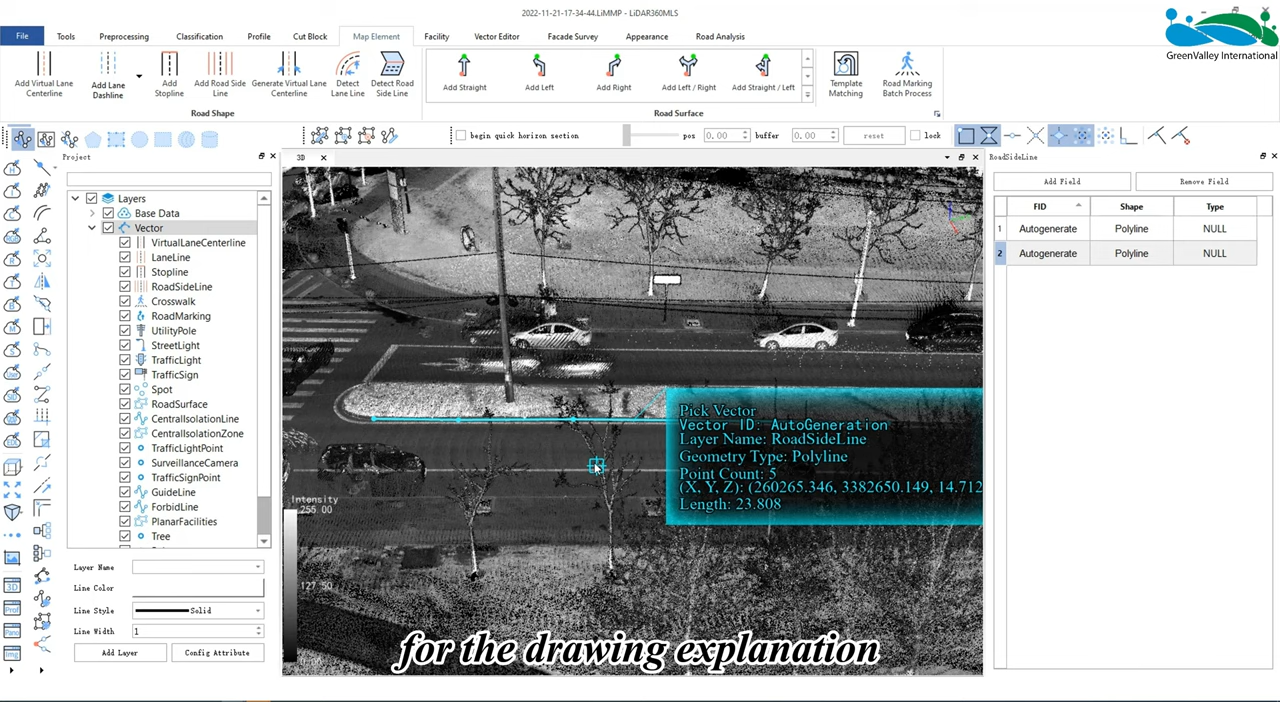 2022-11-21-17-34-44.LiMMP - LiDAR360MLS
GreenValley International
File Tools Preprocessing Classification Profile Cut Block Map Element Facility Vector Editor Facade Survey Appearance Road Analysis
Add Virtual Lane Centerline
Add Lane Dashline
Add Stopline
Add Road Side Line
Generate Virtual Lane Centerline
Detect Lane Line
Detect Road Side Line
Add Straight
Add Left
Add Right
Add Left / Right
Add Straight / Left
Template Matching
Road Marking Batch Process
Road Shape
Road Surface
begin quick horizon section pos 0.00 buffer 0.00 reset lock
Project
Layers
Base Data
Vector
VirtualLaneCenterline
LaneLine
Stopline
RoadSideLine
Crosswalk
RoadMarking
UtilityPole
StreetLight
TrafficLight
TrafficSign
Spot
RoadSurface
CentralIsolationLine
CentralIsolationZone
TrafficLightPoint
SurveillanceCamera
TrafficSignPoint
GuideLine
ForbidLine
PlanarFacilities
Tree
Layer Name
Line Color
Line Style Solid
Line Width 1
Add Layer Config Attribute
3D
Pick Vector
Vector ID: AutoGeneration
Layer Name: RoadSideLine
Geometry Type: Polyline
Point Count: 5
(X, Y, Z): (260265.346, 3382650.149, 14.712
Length: 23.808
Intensity
255.00
127.50
for the drawing explanation
RoadSideLine
Add Field Remove Field
FID Shape Type
1 Autogenerate Polyline NULL
2 Autogenerate Polyline NULL